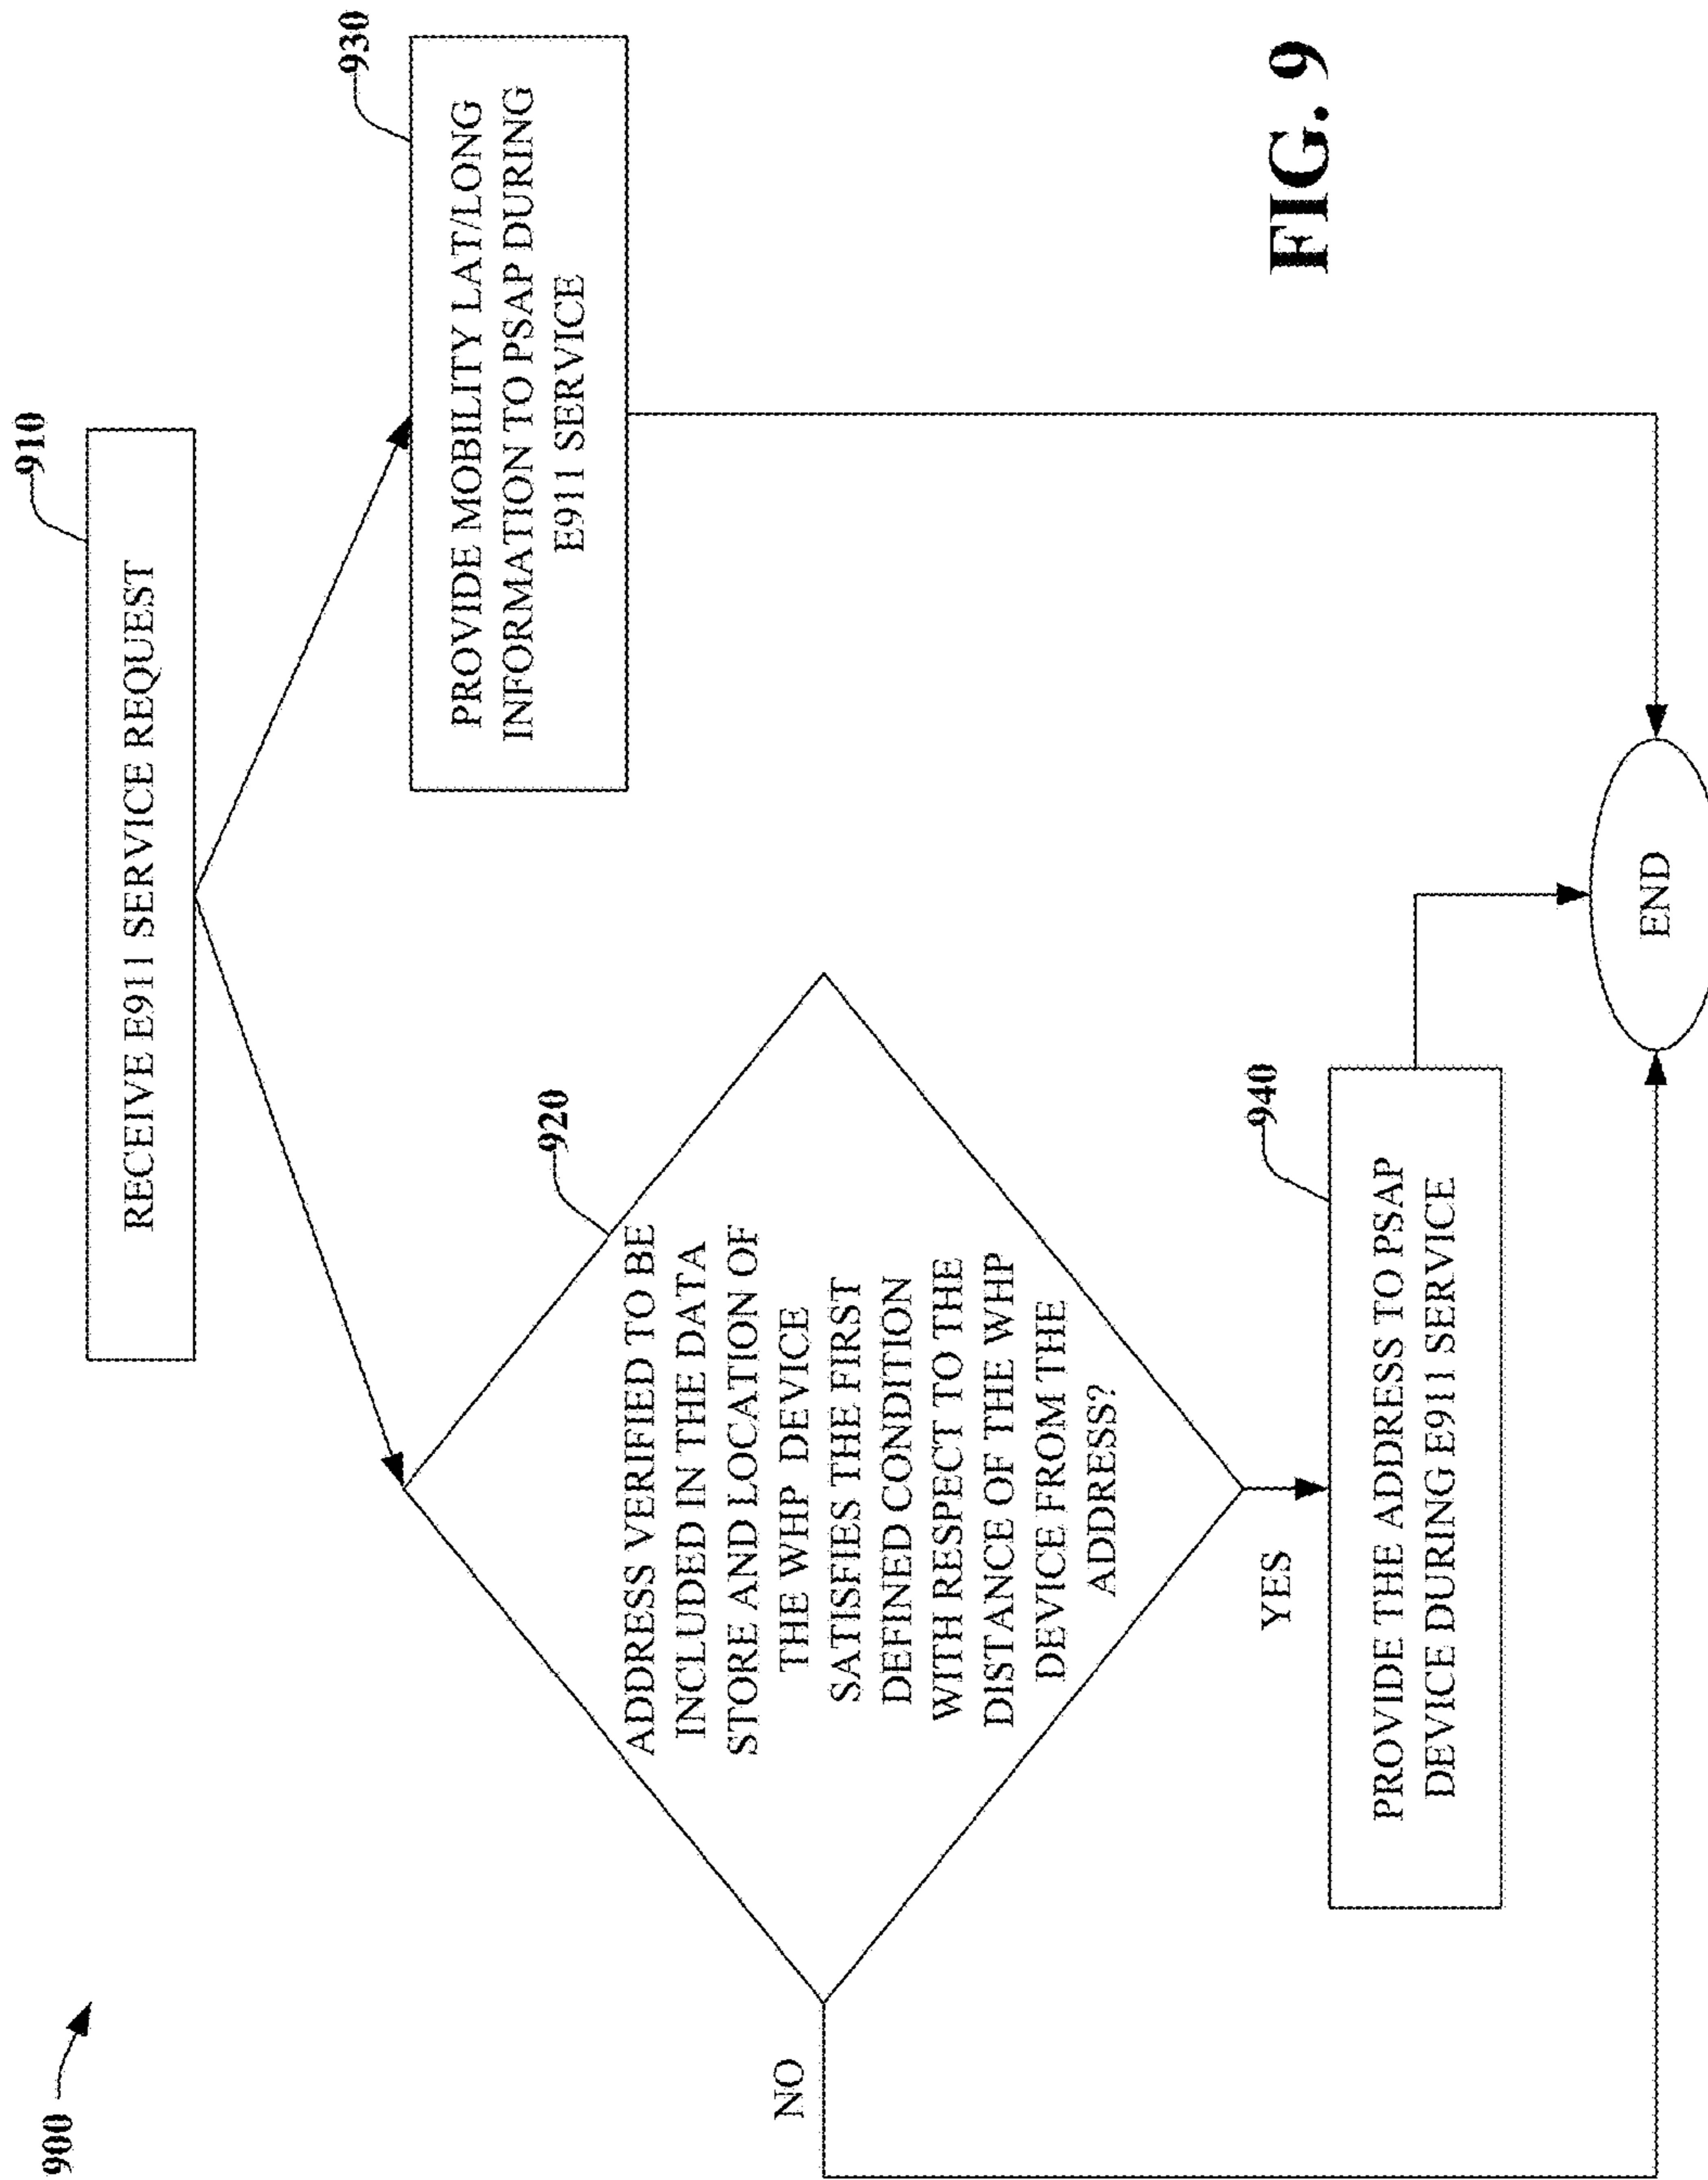 900
910
RECEIVE E911 SERVICE REQUEST
920
ADDRESS VERIFIED TO BE
INCLUDED IN THE DATA
STORE AND LOCATION OF
THE WHP DEVICE
SATISFIES THE FIRST
DEFINED CONDITION
WITH RESPECT TO THE
DISTANCE OF THE WHP
DEVICE FROM THE
ADDRESS?
930
PROVIDE MOBILITY LAT/LONG
INFORMATION TO PSAP DURING
E911 SERVICE
NO
YES
940
PROVIDE THE ADDRESS TO PSAP
DEVICE DURING E911 SERVICE
END
FIG. 9